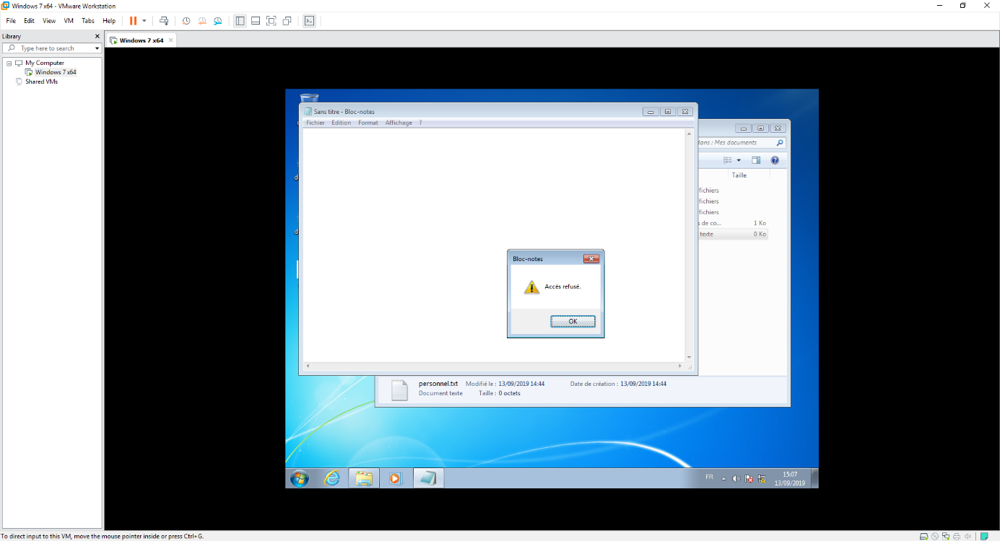 Windows 7 x64 - VMware Workstation
File Edit View VM Tabs Help
Library
Type here to search
My Computer
Windows 7 x64
Shared VMs
Windows 7 x64
Sans titre - Bloc-notes
Fichier Edition Format Affichage ?
dans : Mes documents
Taille
fichiers
fichiers
fichiers
s de co... 1 Ko
texte 0 Ko
Bloc-notes
Accès refusé.
OK
personnel.txt Modifié le : 13/09/2019 14:44 Date de création : 13/09/2019 14:44
Document texte Taille : 0 octets
FR 15:07
13/09/2019
To direct input to this VM, move the mouse pointer inside or press Ctrl+G.